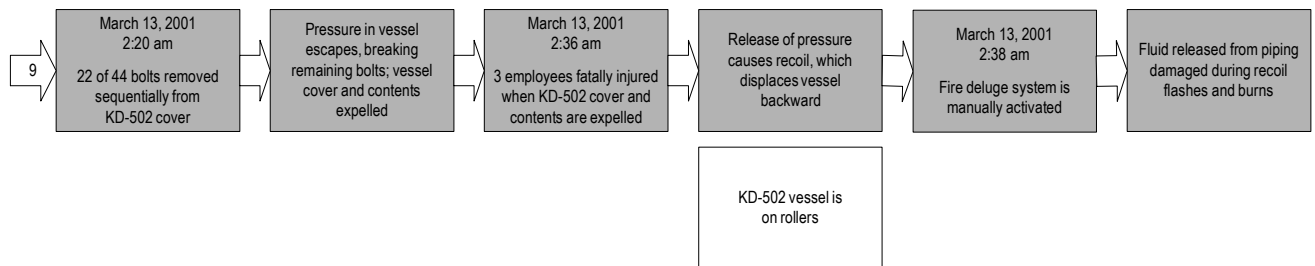 9
March 13, 2001
2:20 am
22 of 44 bolts removed
sequentially from
KD-502 cover
Pressure in vessel
escapes, breaking
remaining bolts; vessel
cover and contents
expelled
March 13, 2001
2:36 am
3 employees fatally injured
when KD-502 cover and
contents are expelled
Release of pressure
causes recoil, which
displaces vessel
backward
March 13, 2001
2:38 am
Fire deluge system is
manually activated
Fluid released from piping
damaged during recoil
flashes and burns
KD-502 vessel is
on rollers